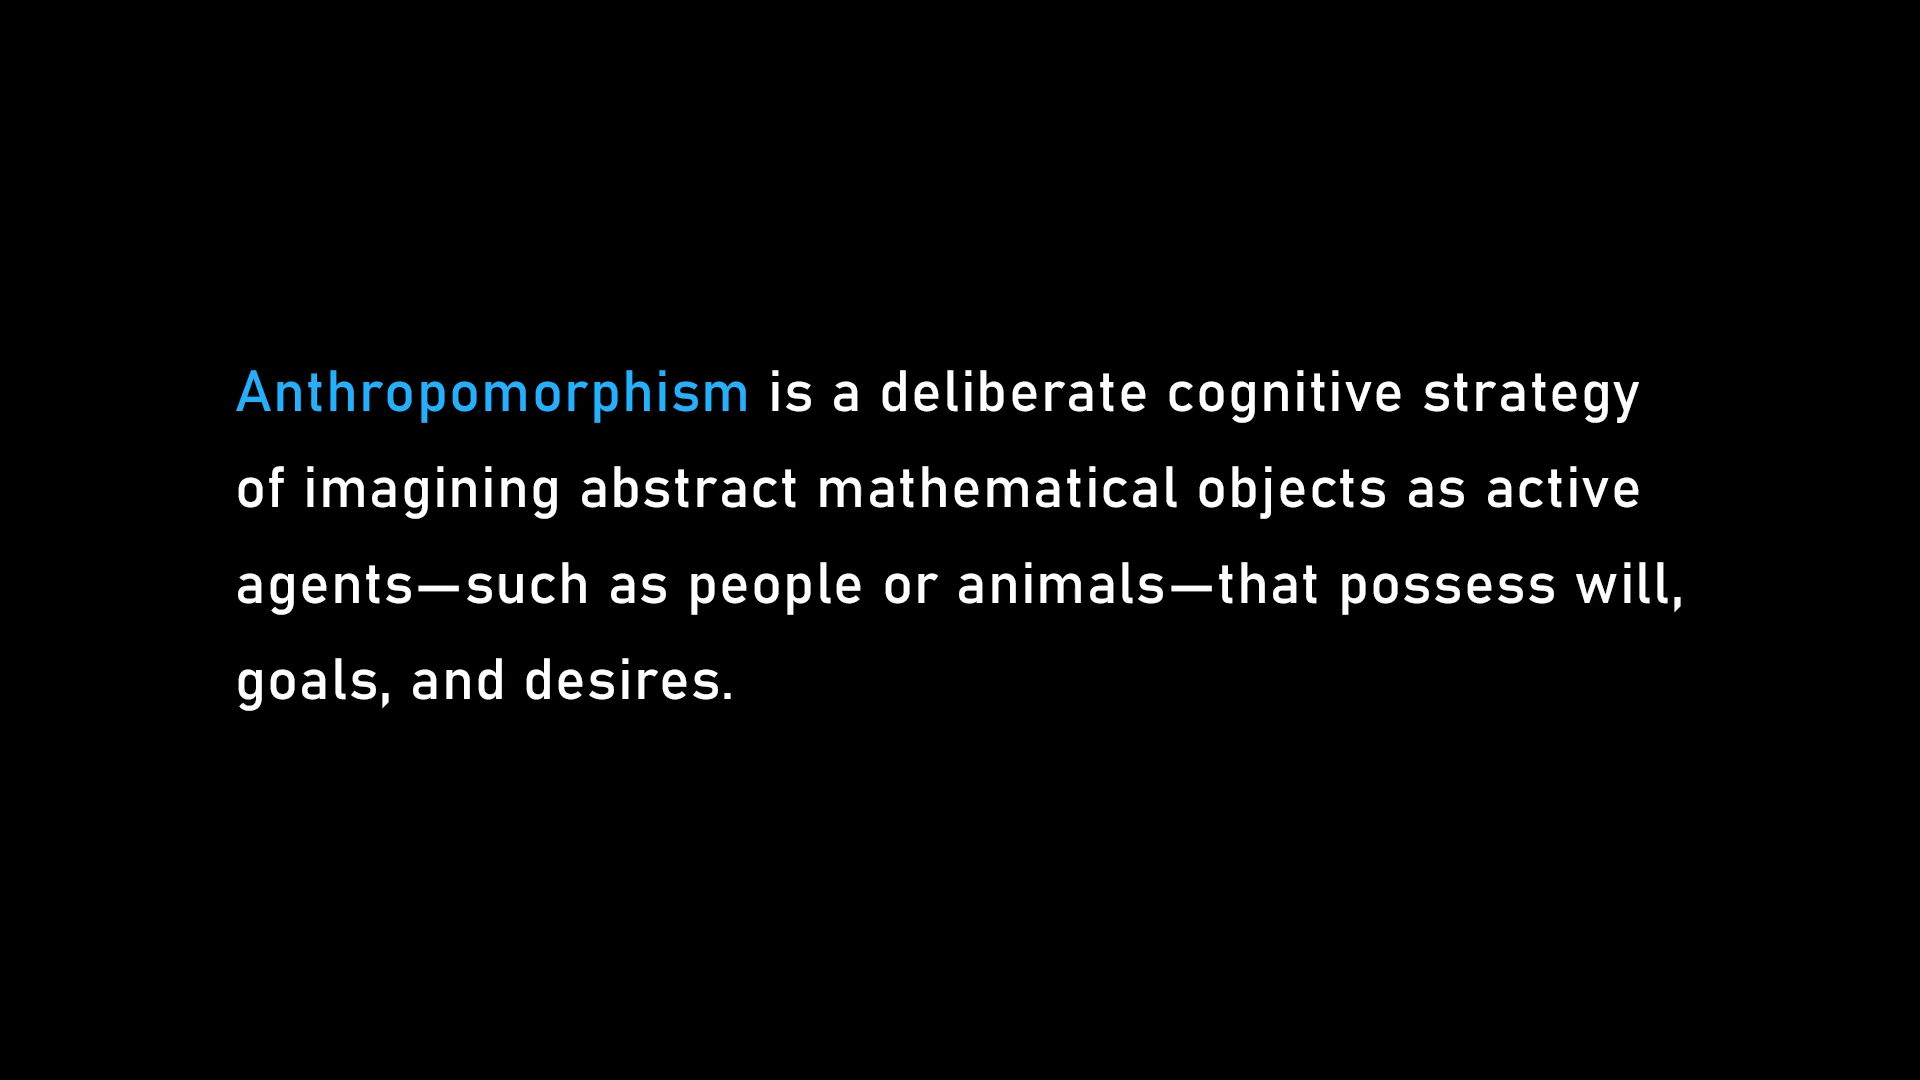 Anthropomorphism is a deliberate cognitive strategy
of imagining abstract mathematical objects as active
agents—such as people or animals—that possess will,
goals, and desires.